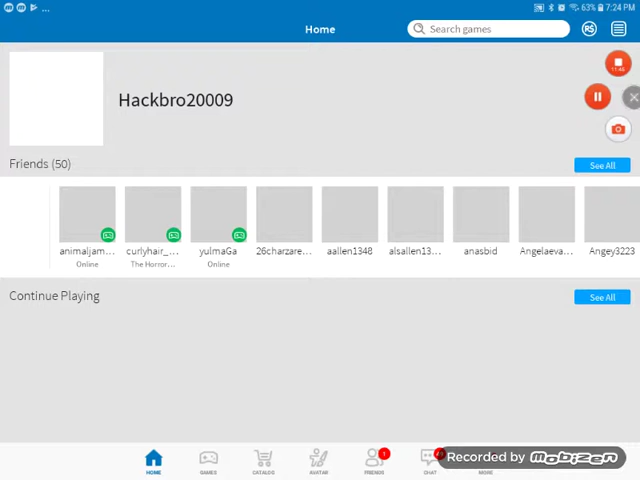 ... 63% 7:24 PM
Home
Search games
R$
11:45
Hackbro20009
Friends (50)
See All
animaljam... curlyhair_... yulmaGa 26charzare... aallen1348 alsallen13... anasbid Angelaeva... Angey3223
Online The Horror... Online
Continue Playing
See All
1
HOME GAMES CATALOG AVATAR FRIENDS CHAT MORE
Recorded by mobizen